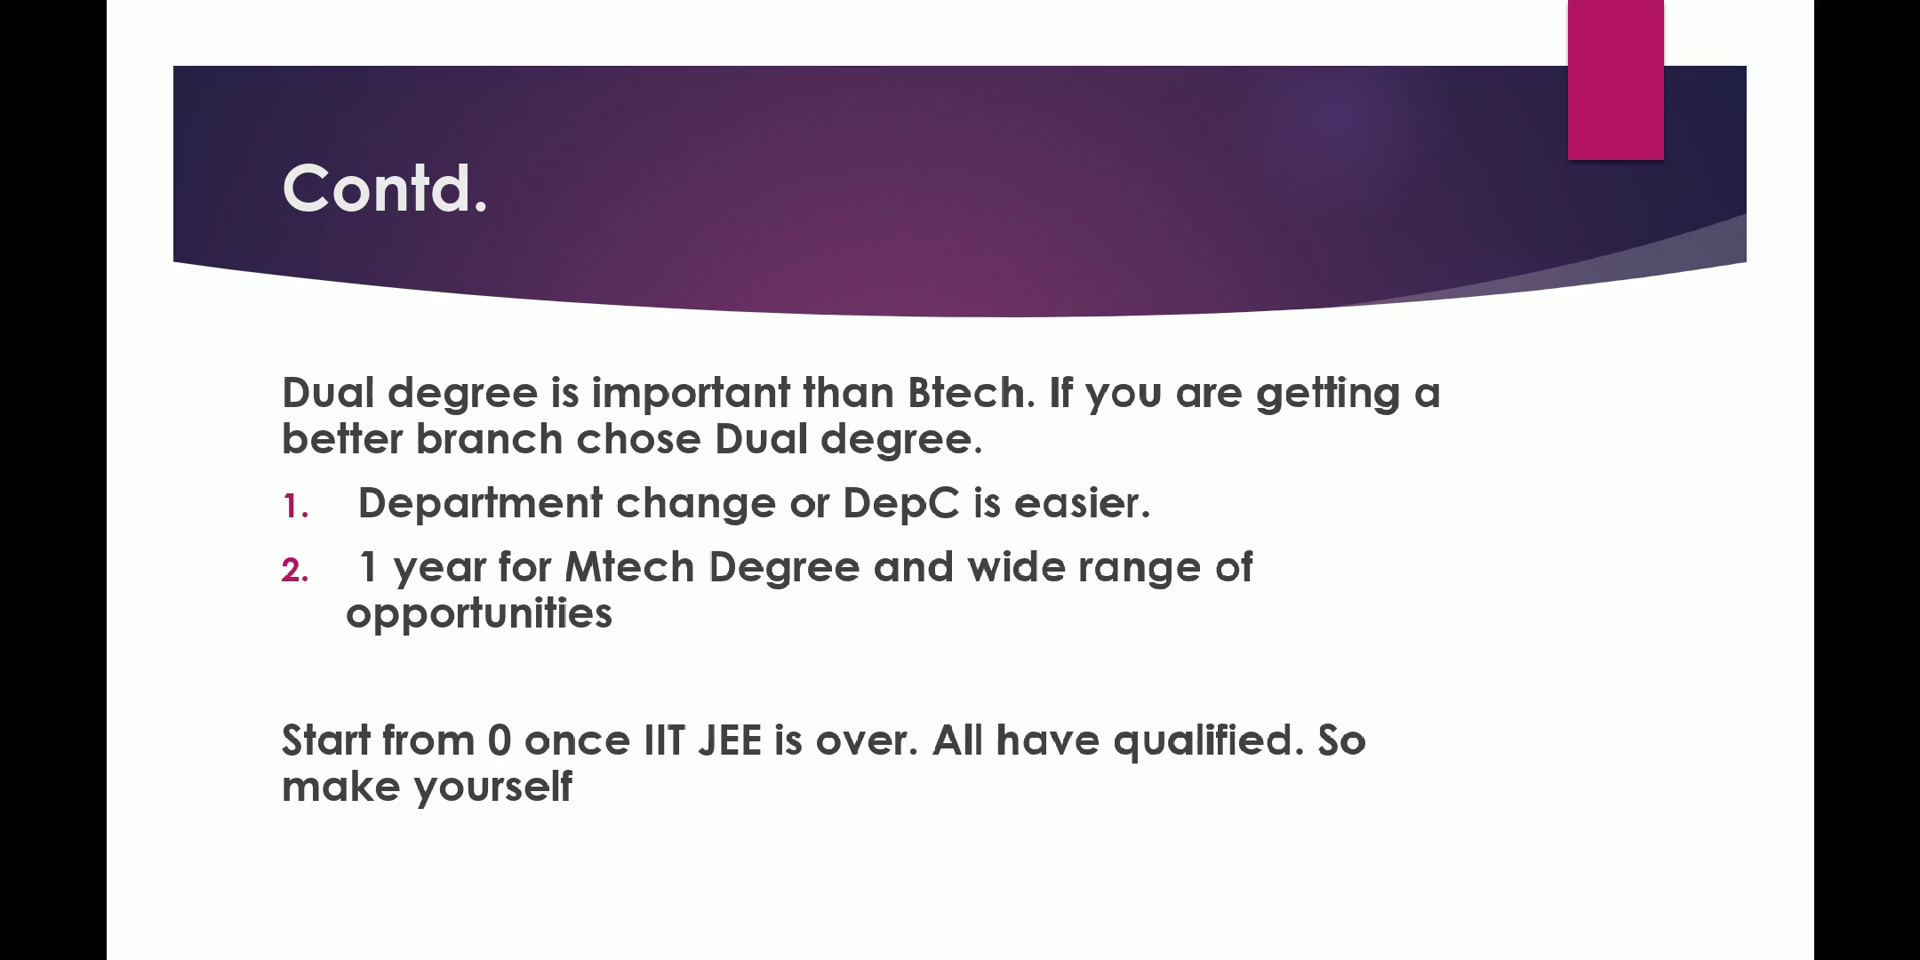 Contd.
Dual degree is important than Btech. If you are getting a
better branch chose Dual degree.
1. Department change or DepC is easier.
2. 1 year for Mtech Degree and wide range of
opportunities
Start from 0 once IIT JEE is over. All have qualified. So
make yourself